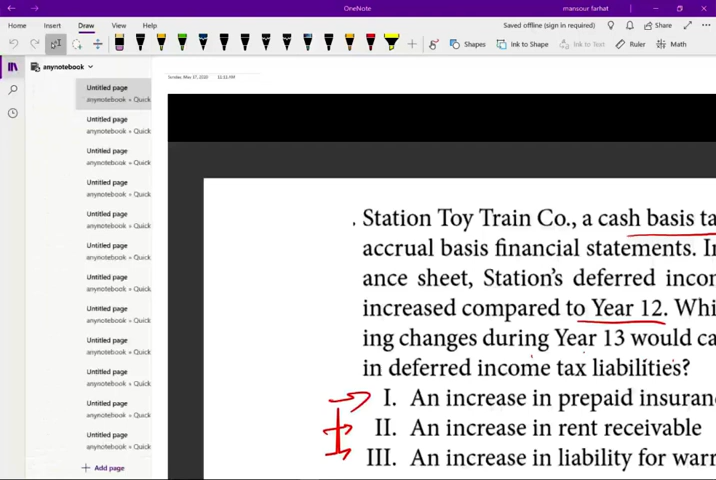 OneNote
mansour farhat
Home Insert Draw View Help
Saved offline (sign in required)
Share
Shapes
Ink to Shape
Ink to Text
Ruler
Math
anynotebook
Untitled page
anynotebook » Quick
Untitled page
anynotebook » Quick
Untitled page
anynotebook » Quick
Untitled page
anynotebook » Quick
Untitled page
anynotebook » Quick
Untitled page
anynotebook » Quick
Untitled page
anynotebook » Quick
Untitled page
anynotebook » Quick
Untitled page
anynotebook » Quick
Untitled page
anynotebook » Quick
Untitled page
anynotebook » Quick
Untitled page
anynotebook » Quick
+ Add page
Sunday, May 17, 2020
Station Toy Train Co., a cash basis ta
accrual basis financial statements. I
ance sheet, Station's deferred incom
increased compared to Year 12. Whi
ing changes during Year 13 would ca
in deferred income tax liabilities?
I. An increase in prepaid insuran
II. An increase in rent receivable
III. An increase in liability for warr